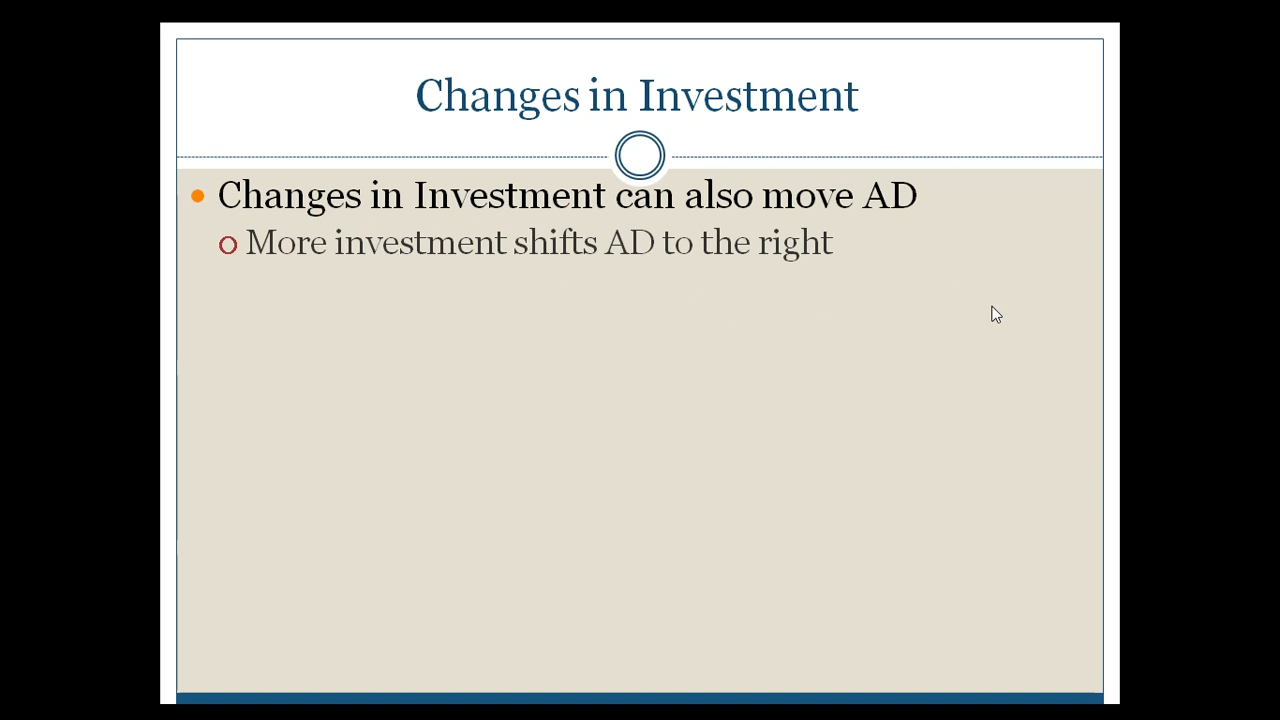 Changes in Investment
Changes in Investment can also move AD
More investment shifts AD to the right